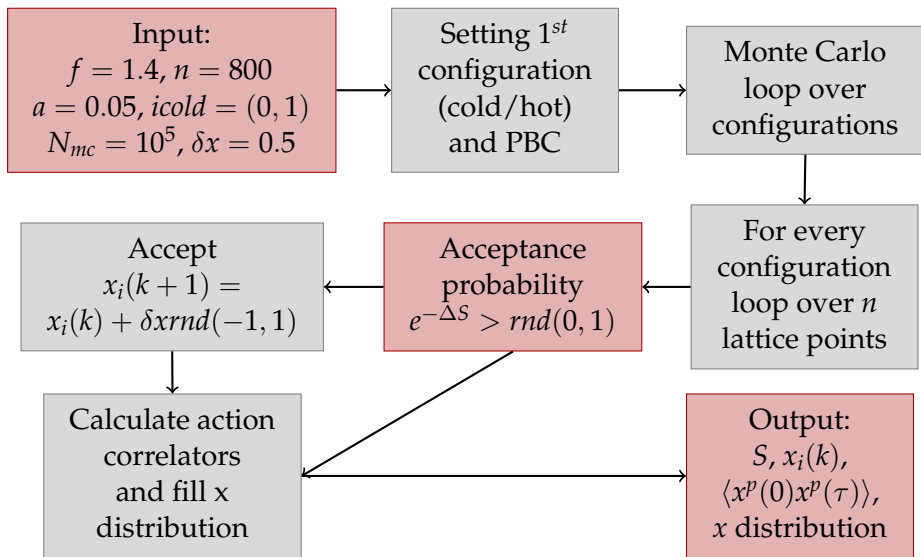 Input:
f = 1.4, n = 800
a = 0.05, icold = (0, 1)
N_mc = 10^5, δx = 0.5
Setting 1^st
configuration
(cold/hot)
and PBC
Monte Carlo
loop over
configurations
For every
configuration
loop over n
lattice points
Acceptance
probability
e^{−ΔS} > rnd(0, 1)
Accept
x_i(k + 1) =
x_i(k) + δxrnd(−1, 1)
Calculate action
correlators
and fill x
distribution
Output:
S, x_i(k),
⟨x^p(0)x^p(τ)⟩,
x distribution